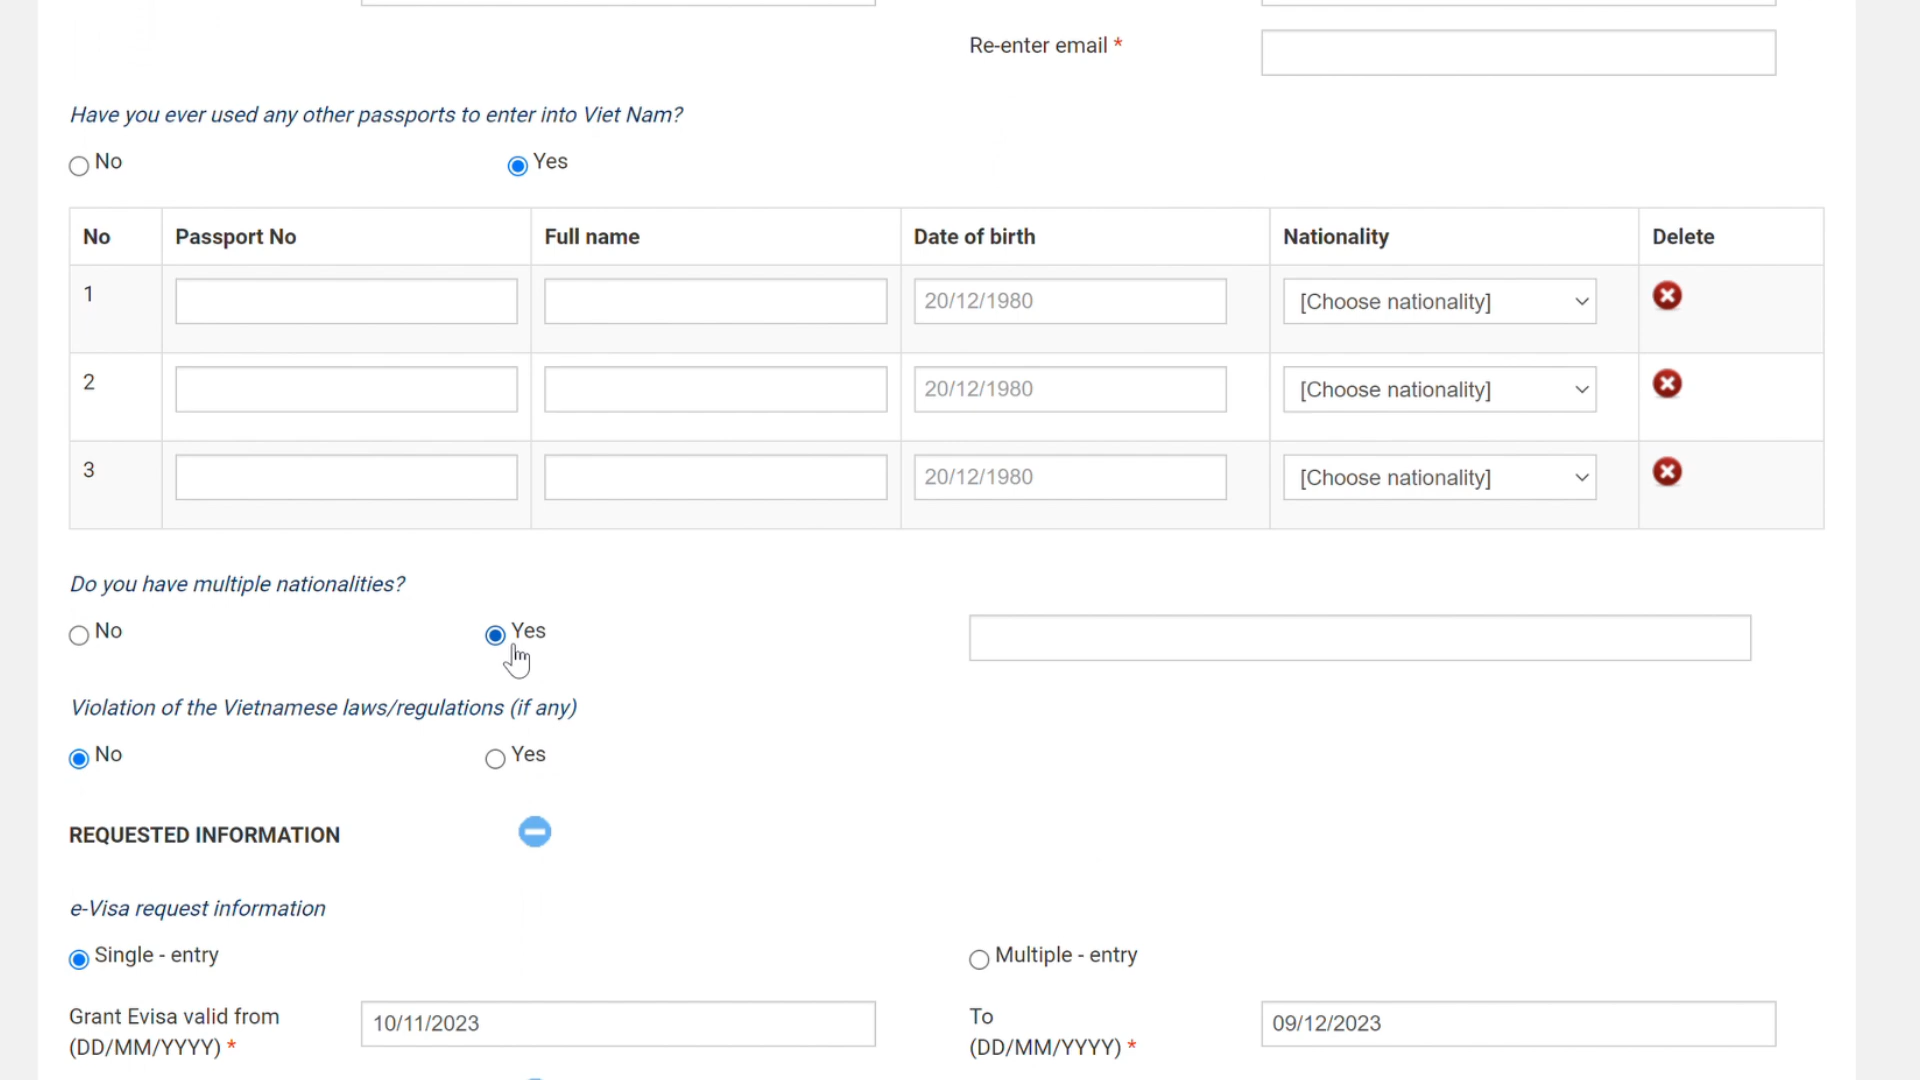 Re-enter email *
Have you ever used any other passports to enter into Viet Nam?
No Yes
No Passport No Full name Date of birth Nationality Delete
1 20/12/1980 [Choose nationality]
2 20/12/1980 [Choose nationality]
3 20/12/1980 [Choose nationality]
Do you have multiple nationalities?
No Yes
Violation of the Vietnamese laws/regulations (if any)
No Yes
REQUESTED INFORMATION
e-Visa request information
Single - entry Multiple - entry
Grant Evisa valid from
(DD/MM/YYYY) *
10/11/2023
To
(DD/MM/YYYY) *
09/12/2023